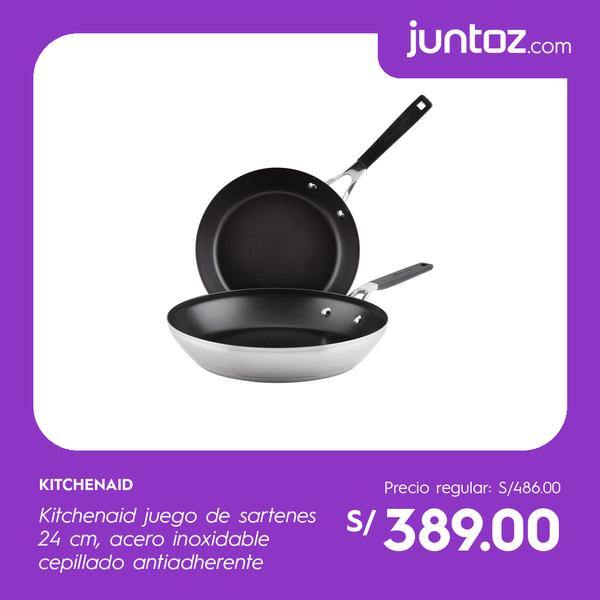 juntoz.com
KITCHENAID
Kitchenaid juego de sartenes
24 cm, acero inoxidable
cepillado antiadherente
Precio regular: S/486.00
S/ 389.00